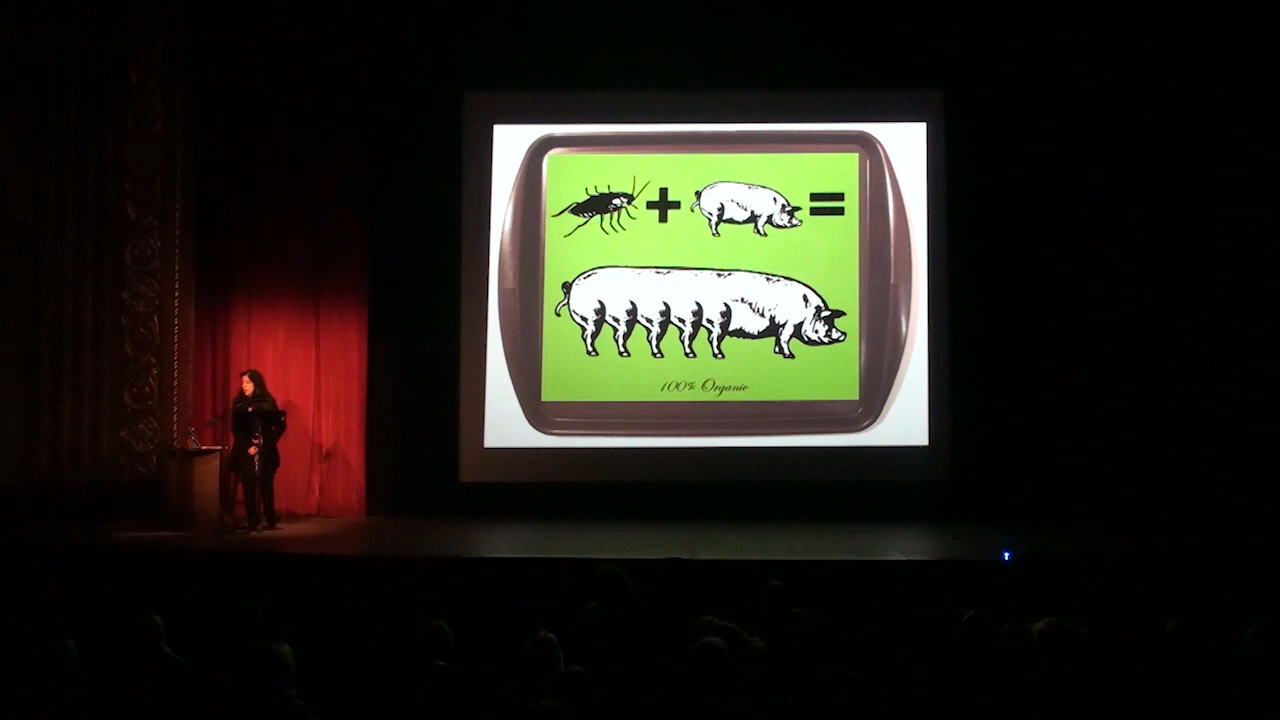 + =
100% Organic